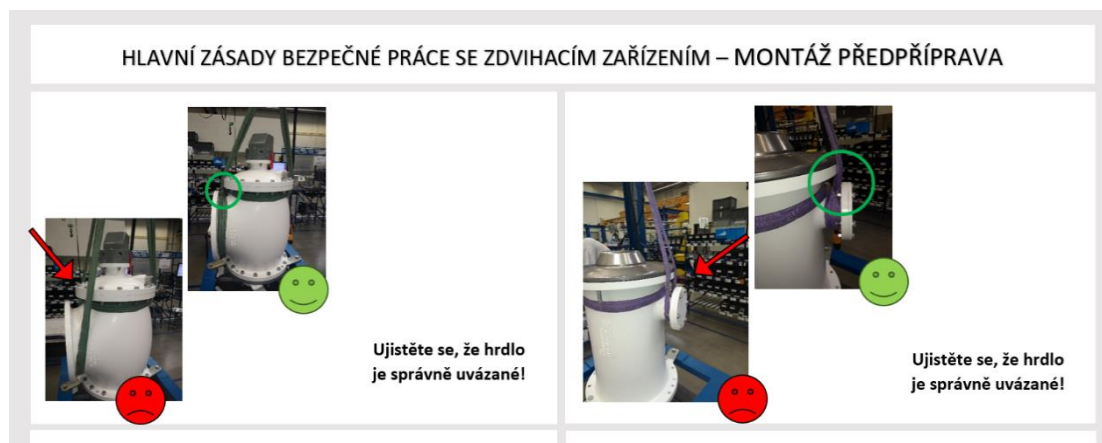 HLAVNÍ ZÁSADY BEZPEČNÉ PRÁCE SE ZDVIHACÍM ZAŘÍZENÍM – MONTÁŽ PŘEDPŘÍPRAVA
Ujistěte se, že hrdlo
je správně uvázané!
Ujistěte se, že hrdlo
je správně uvázané!